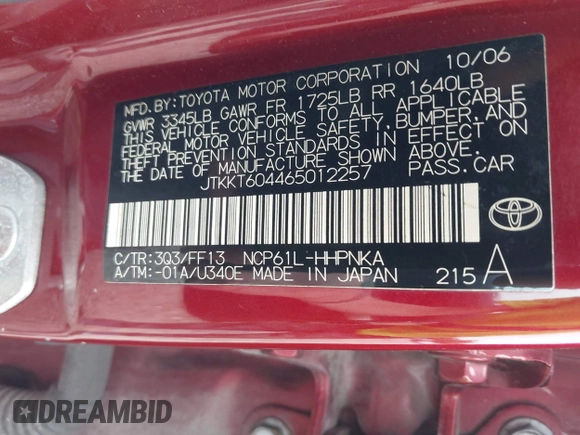 MFD. BY: TOYOTA MOTOR CORPORATION 10/06
GVWR 3345LB GAWR FR 1725LB RR 1640LB
THIS VEHICLE CONFORMS TO ALL APPLICABLE
FEDERAL MOTOR VEHICLE SAFETY, BUMPER, AND
THEFT PREVENTION STANDARDS IN EFFECT ON
THE DATE OF MANUFACTURE SHOWN ABOVE.
JTKKT604465012257 PASS. CAR
TOYOTA
C/TR: 3Q3/FF13 NCP61L-HHPNKA
A/TM: -01A/U340E MADE IN JAPAN 215 A
DREAMBID